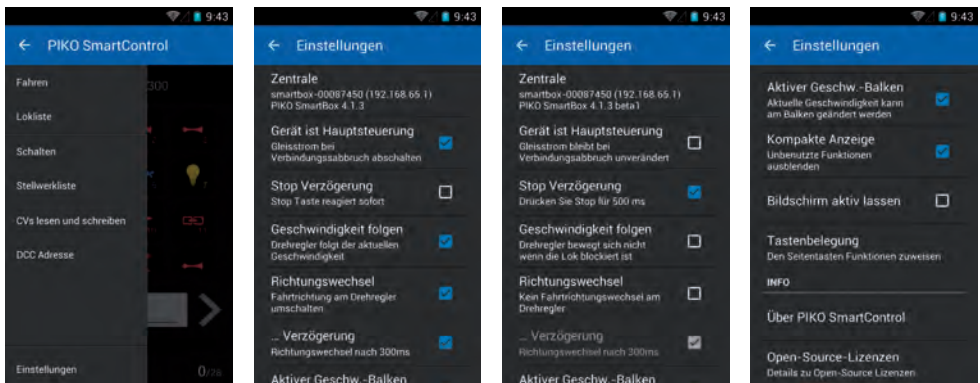 9:43
PIKO SmartControl
Fahren
300
Lokliste
Schalten
Stellwerkliste
CVs lesen und schreiben
DCC Adresse
Einstellungen
0/28
9:43
Einstellungen
Zentrale
smartbox-00087450 (192.168.65.1)
PIKO SmartBox 4.1.3
Gerät ist Hauptsteuerung
Gleisstrom bei
Verbindungssabbruch abschalten
Stop Verzögerung
Stop Taste reagiert sofort
Geschwindigkeit folgen
Drehregler folgt der aktuellen
Geschwindigkeit
Richtungswechsel
Fahrtrichtung am Drehregler
umschalten
... Verzögerung
Richtungswechsel nach 300ms
Aktiver Geschw.-Balken
9:43
Einstellungen
Zentrale
smartbox-00087450 (192.168.65.1)
PIKO SmartBox 4.1.3 beta1
Gerät ist Hauptsteuerung
Gleisstrom bleibt bei
Verbindungssabbruch unverändert
Stop Verzögerung
Drücken Sie Stop für 500 ms
Geschwindigkeit folgen
Drehregler bewegt sich nicht
wenn die Lok blockiert ist
Richtungswechsel
Kein Fahrtrichtungswechsel am
Drehregler
... Verzögerung
Richtungswechsel nach 300ms
Aktiver Geschw.-Balken
9:43
Einstellungen
Aktiver Geschw.-Balken
Aktuelle Geschwindigkeit kann
am Balken geändert werden
Kompakte Anzeige
Unbenutzte Funktionen
ausblenden
Bildschirm aktiv lassen
Tastenbelegung
Den Seitentasten Funktionen zuweisen
INFO
Über PIKO SmartControl
Open-Source-Lizenzen
Details zu Open-Source Lizenzen